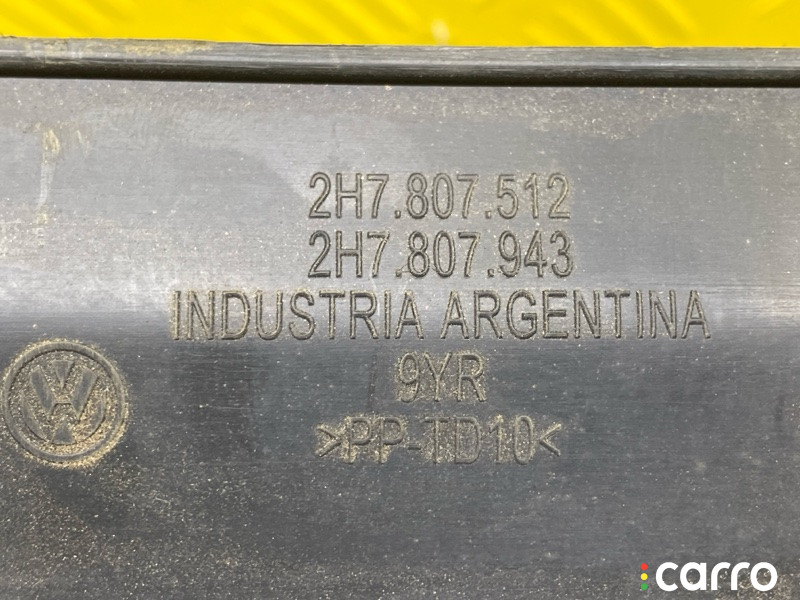 2H7.807.512
2H7.807.943
INDUSTRIA ARGENTINA
9YR
>PP-TD10<
carro